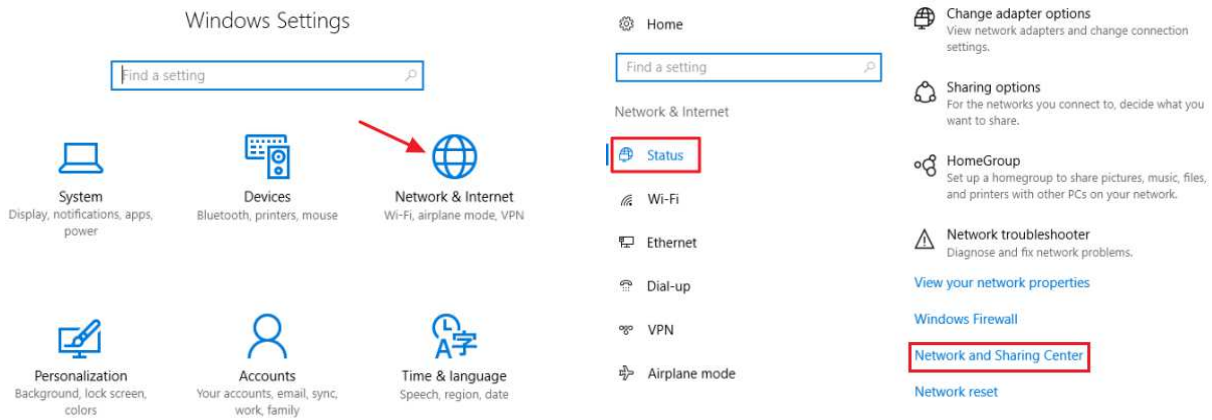 Windows Settings
Find a setting
System
Display, notifications, apps,
power
Devices
Bluetooth, printers, mouse
Network & Internet
Wi-Fi, airplane mode, VPN
Personalization
Background, lock screen,
colors
Accounts
Your accounts, email, sync,
work, family
A字
Time & language
Speech, region, date
Home
Find a setting
Network & Internet
Status
Wi-Fi
Ethernet
Dial-up
VPN
Airplane mode
Change adapter options
View network adapters and change connection
settings.
Sharing options
For the networks you connect to, decide what you
want to share.
HomeGroup
Set up a homegroup to share pictures, music, files,
and printers with other PCs on your network.
Network troubleshooter
Diagnose and fix network problems.
View your network properties
Windows Firewall
Network and Sharing Center
Network reset